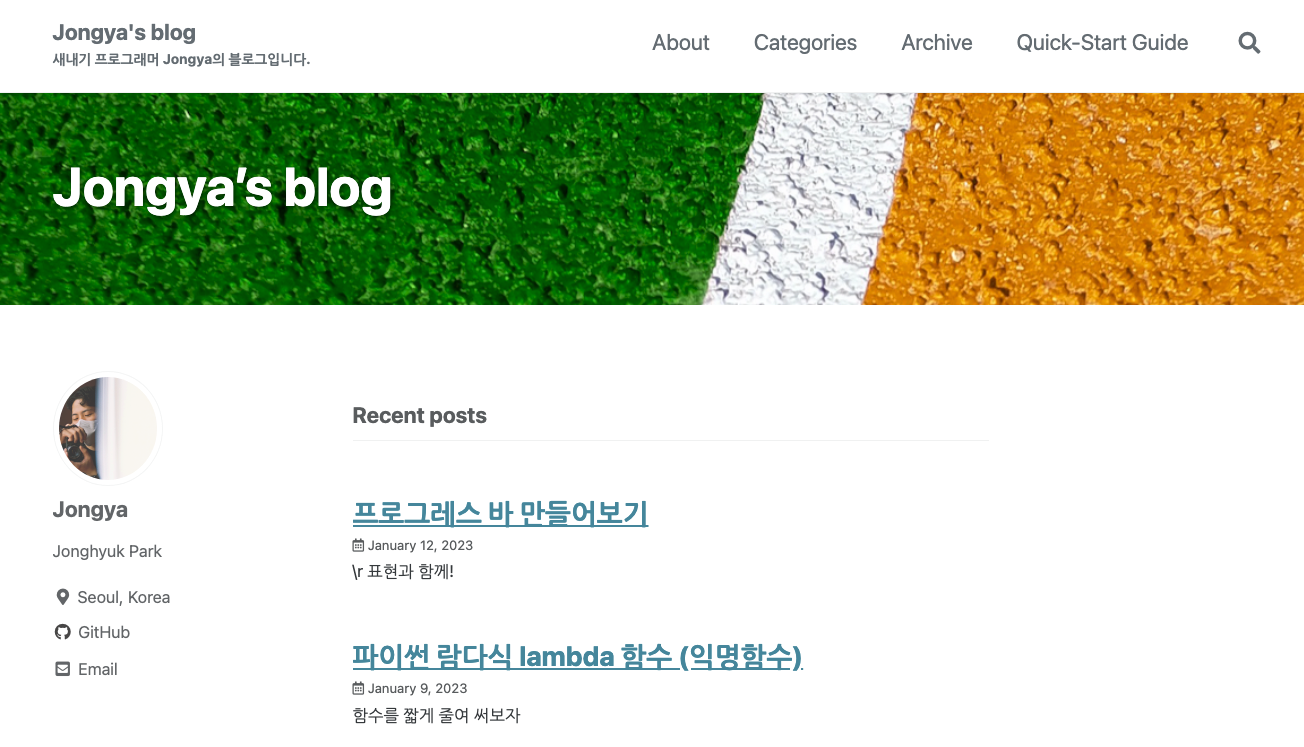 Jongya's blog
새내기 프로그래머 Jongya의 블로그입니다.
About Categories Archive Quick-Start Guide
Jongya’s blog
Jongya
Jonghyuk Park
Seoul, Korea
GitHub
Email
Recent posts
프로그레스 바 만들어보기
January 12, 2023
\r 표현과 함께!
파이썬 람다식 lambda 함수 (익명함수)
January 9, 2023
함수를 짧게 줄여 써보자